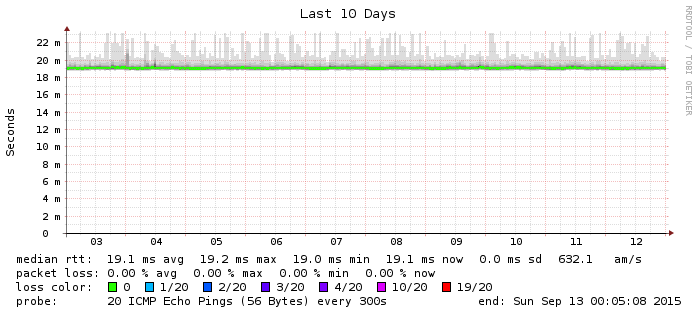 Last 10 Days
RRDTOOL / TOBI OETIKER
Seconds
22 m
20 m
18 m
16 m
14 m
12 m
10 m
8 m
6 m
4 m
2 m
0
03 04 05 06 07 08 09 10 11 12
median rtt: 19.1 ms avg 19.2 ms max 19.0 ms min 19.1 ms now 0.0 ms sd 632.1 am/s
packet loss: 0.00 % avg 0.00 % max 0.00 % min 0.00 % now
loss color: 0 1/20 2/20 3/20 4/20 10/20 19/20
probe: 20 ICMP Echo Pings (56 Bytes) every 300s end: Sun Sep 13 00:05:08 2015